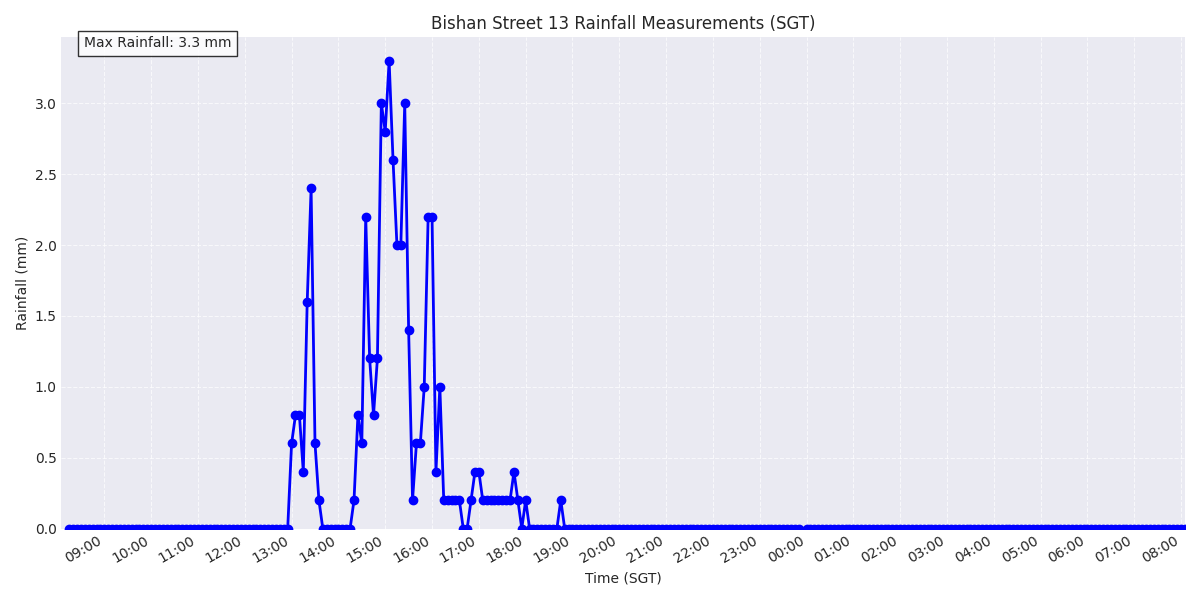 Bishan Street 13 Rainfall Measurements (SGT)
Max Rainfall: 3.3 mm
Rainfall (mm)
3.0
2.5
2.0
1.5
1.0
0.5
0.0
09:00 10:00 11:00 12:00 13:00 14:00 15:00 16:00 17:00 18:00 19:00 20:00 21:00 22:00 23:00 00:00 01:00 02:00 03:00 04:00 05:00 06:00 07:00 08:00
Time (SGT)